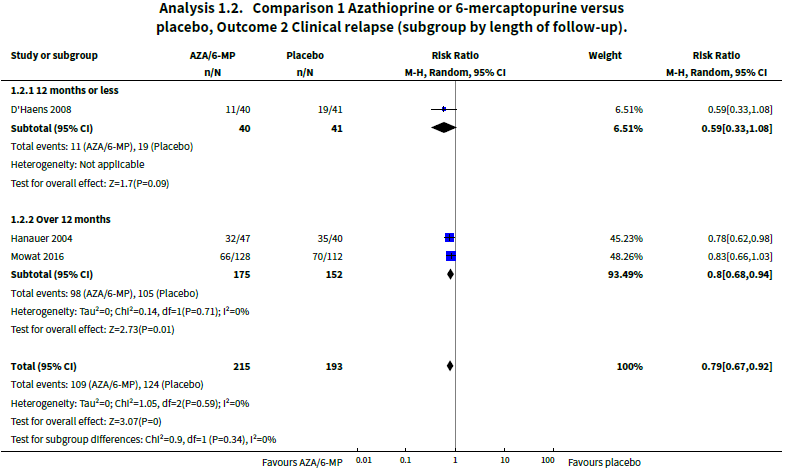 Analysis 1.2. Comparison 1 Azathioprine or 6-mercaptopurine versus
placebo, Outcome 2 Clinical relapse (subgroup by length of follow-up).
Study or subgroup AZA/6-MP Placebo Risk Ratio Weight Risk Ratio
n/N n/N M-H, Random, 95% CI M-H, Random, 95% CI
1.2.1 12 months or less
D'Haens 2008 11/40 19/41 6.51% 0.59[0.33,1.08]
Subtotal (95% CI) 40 41 6.51% 0.59[0.33,1.08]
Total events: 11 (AZA/6-MP), 19 (Placebo)
Heterogeneity: Not applicable
Test for overall effect: Z=1.7(P=0.09)
1.2.2 Over 12 months
Hanauer 2004 32/47 35/40 45.23% 0.78[0.62,0.98]
Mowat 2016 66/128 70/112 48.26% 0.83[0.66,1.03]
Subtotal (95% CI) 175 152 93.49% 0.8[0.68,0.94]
Total events: 98 (AZA/6-MP), 105 (Placebo)
Heterogeneity: Tau²=0; Chi²=0.14, df=1(P=0.71); I²=0%
Test for overall effect: Z=2.73(P=0.01)
Total (95% CI) 215 193 100% 0.79[0.67,0.92]
Total events: 109 (AZA/6-MP), 124 (Placebo)
Heterogeneity: Tau²=0; Chi²=1.05, df=2(P=0.59); I²=0%
Test for overall effect: Z=3.07(P=0)
Test for subgroup differences: Chi²=0.9, df=1 (P=0.34), I²=0%
Favours AZA/6-MP 0.01 0.1 1 10 100 Favours placebo